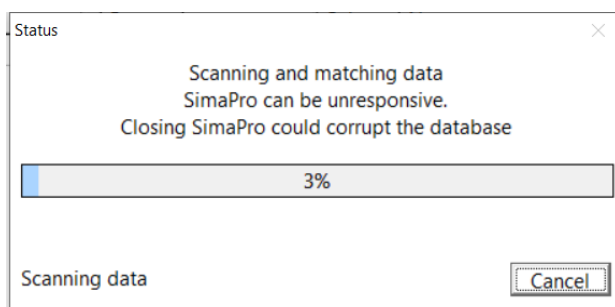 Status
Scanning and matching data
SimaPro can be unresponsive.
Closing SimaPro could corrupt the database
3%
Scanning data
Cancel